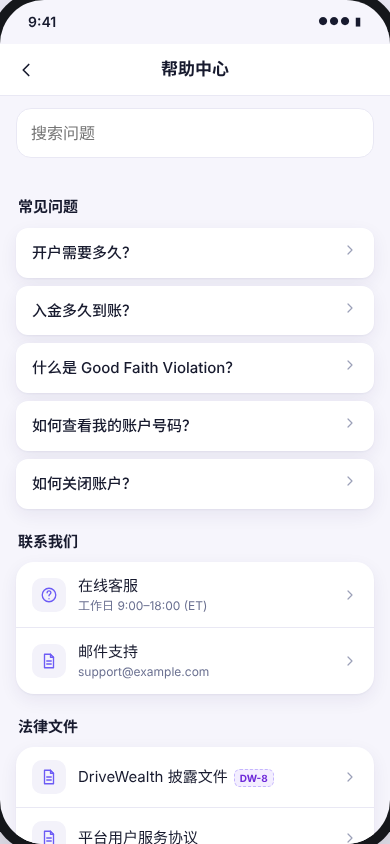 9:41
帮助中心
搜索问题
常见问题
开户需要多久?
入金多久到账?
什么是 Good Faith Violation?
如何查看我的账户号码?
如何关闭账户?
联系我们
在线客服
工作日 9:00–18:00 (ET)
邮件支持
support@example.com
法律文件
DriveWealth 披露文件 DW-8
平台用户服务协议